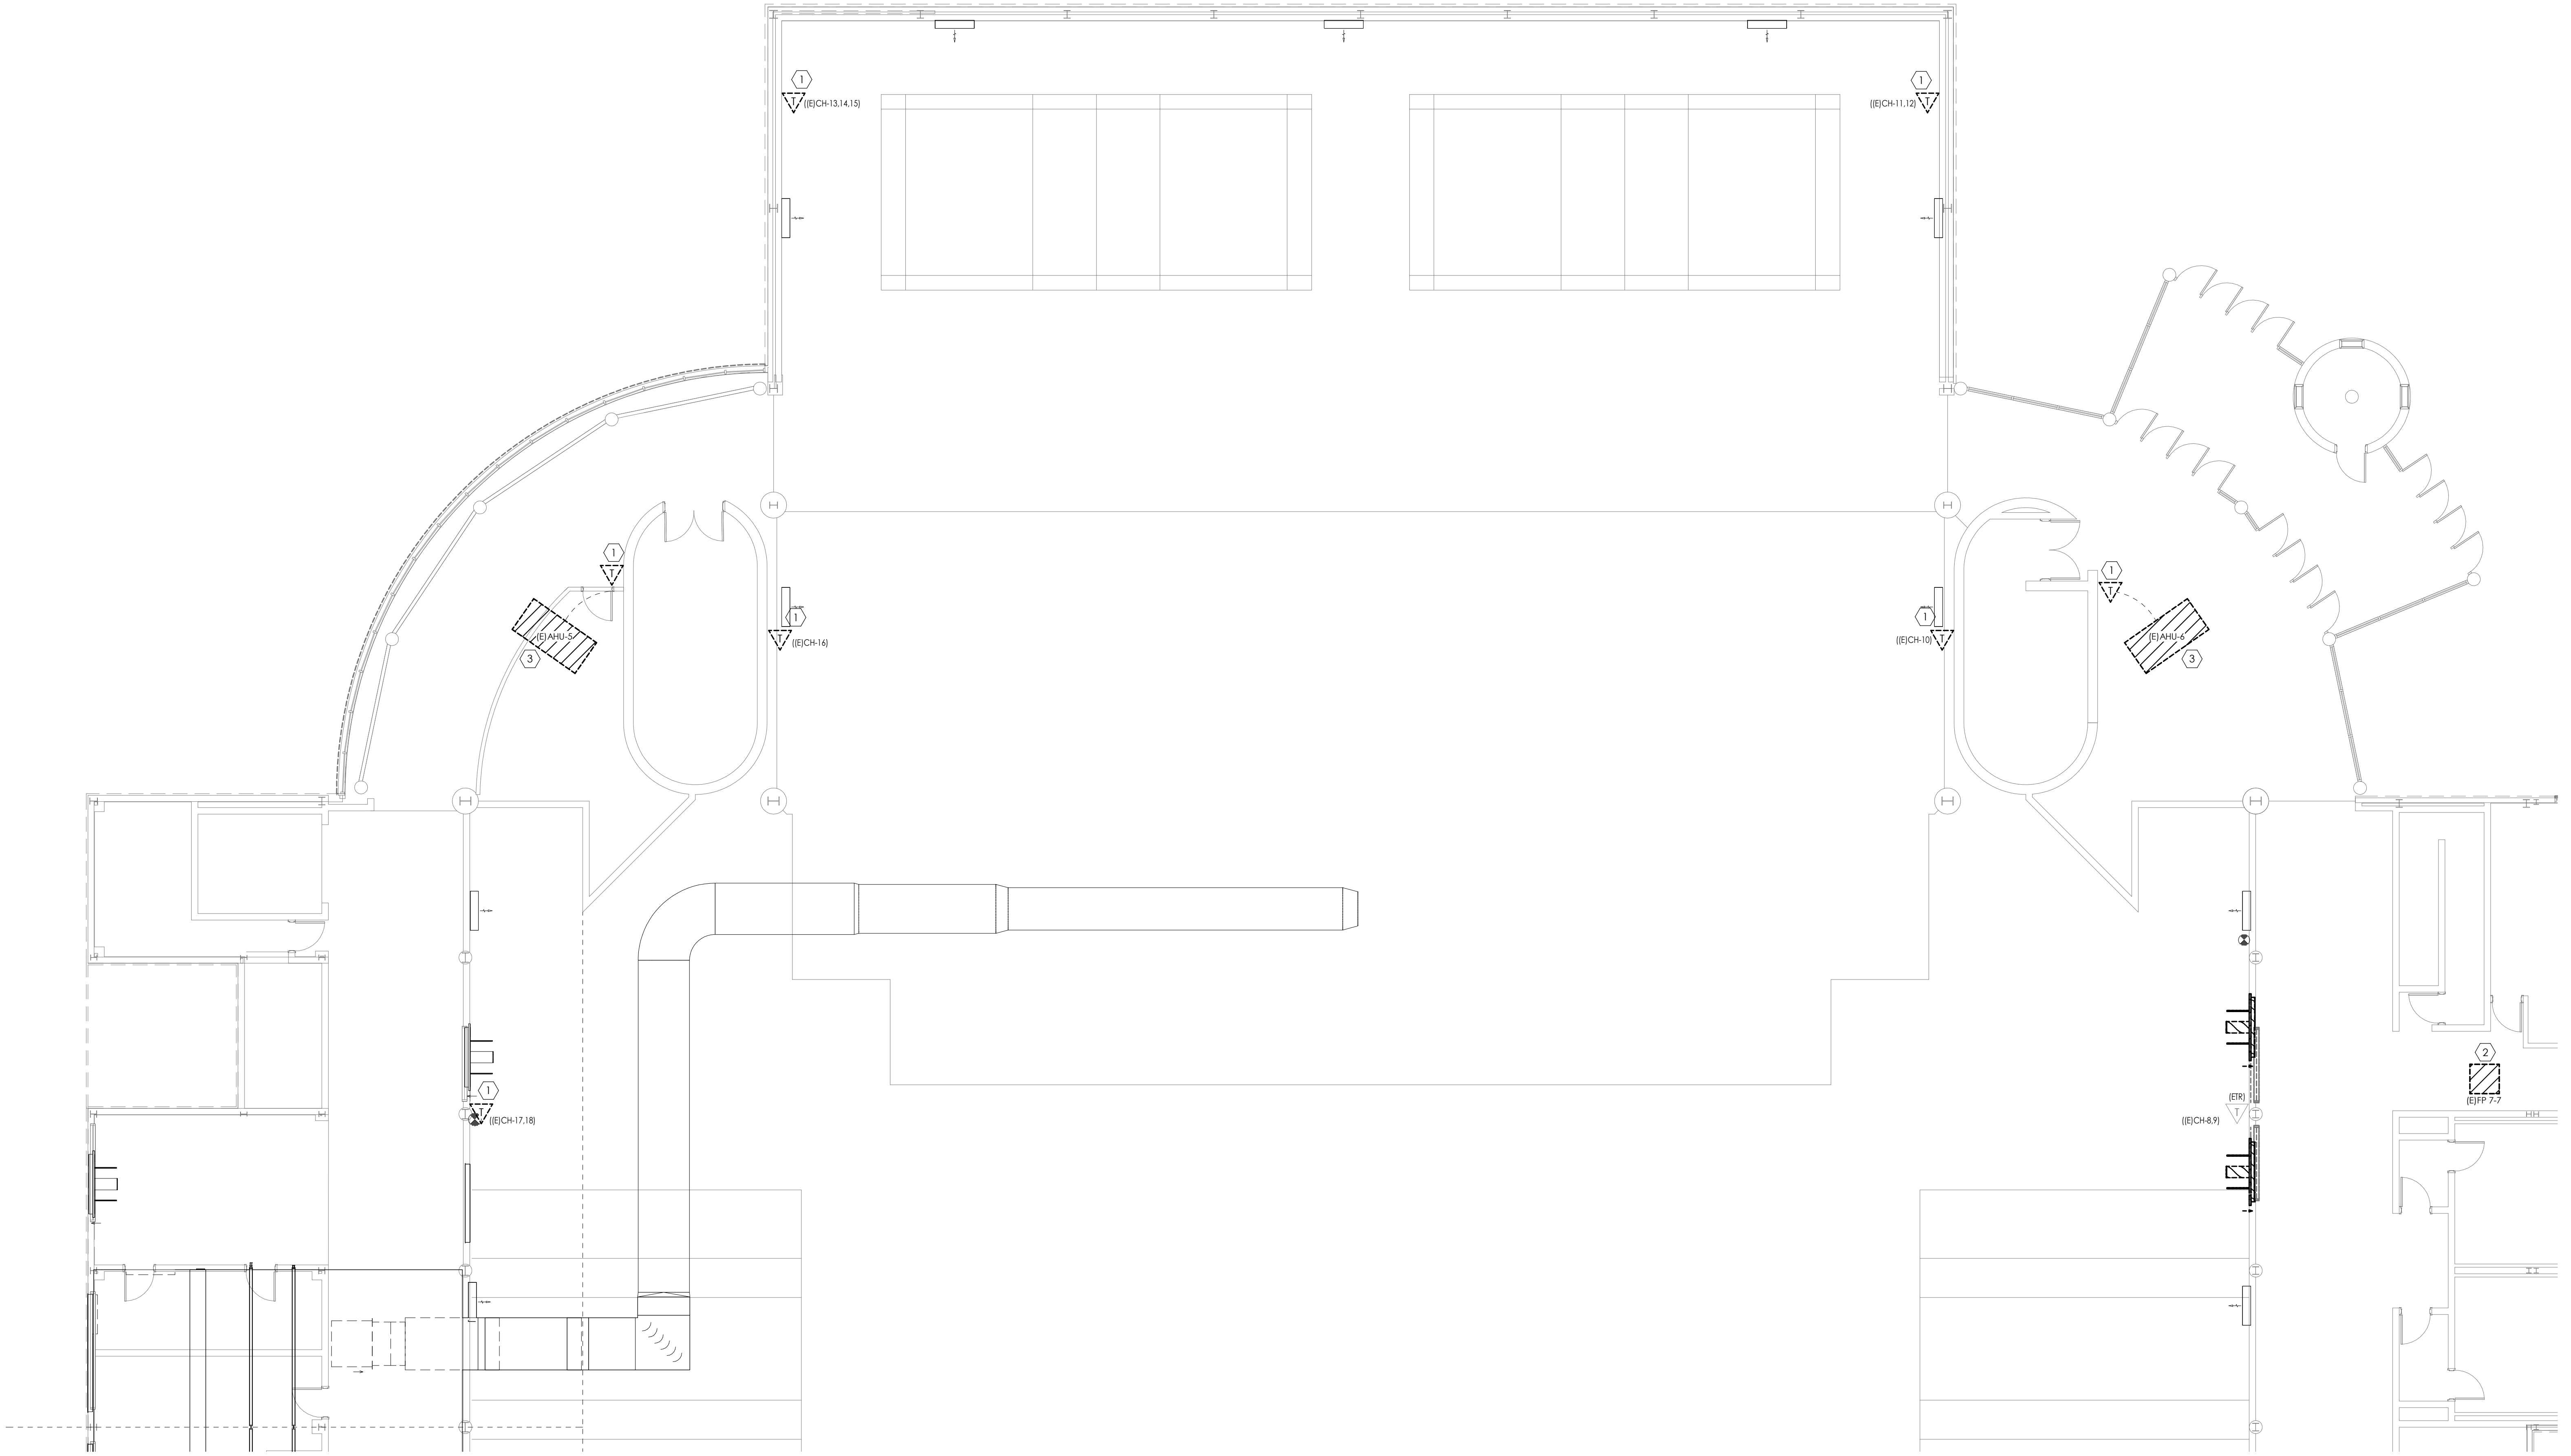 1
T ((E)CH-13,14,15)
1
((E)CH-11,12) T
1
T
(E)AHU-5
3
1
T ((E)CH-16)
1
((E)CH-10) T
1
T
(E)AHU-6
3
1
T ((E)CH-17,18)
(ETR)
T
((E)CH-8,9)
2
(E)FP 7-7